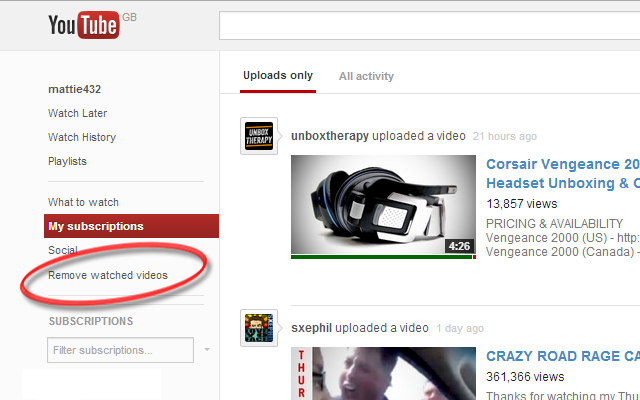 YouTube GB
mattie432
Watch Later
Watch History
Playlists
What to watch
My subscriptions
Social
Remove watched videos
SUBSCRIPTIONS
Filter subscriptions...
Uploads only
All activity
UNBOX
THERAPY
unboxtherapy uploaded a video 21 hours ago
4:26
Corsair Vengeance 20
Headset Unboxing & O
13,857 views
PRICING & AVAILABILITY
Vengeance 2000 (US) - http:
Vengeance 2000 (Canada) -
sxephil uploaded a video 1 day ago
T
H
U
R
CRAZY ROAD RAGE CA
361,366 views
Thanks for watching my Thu